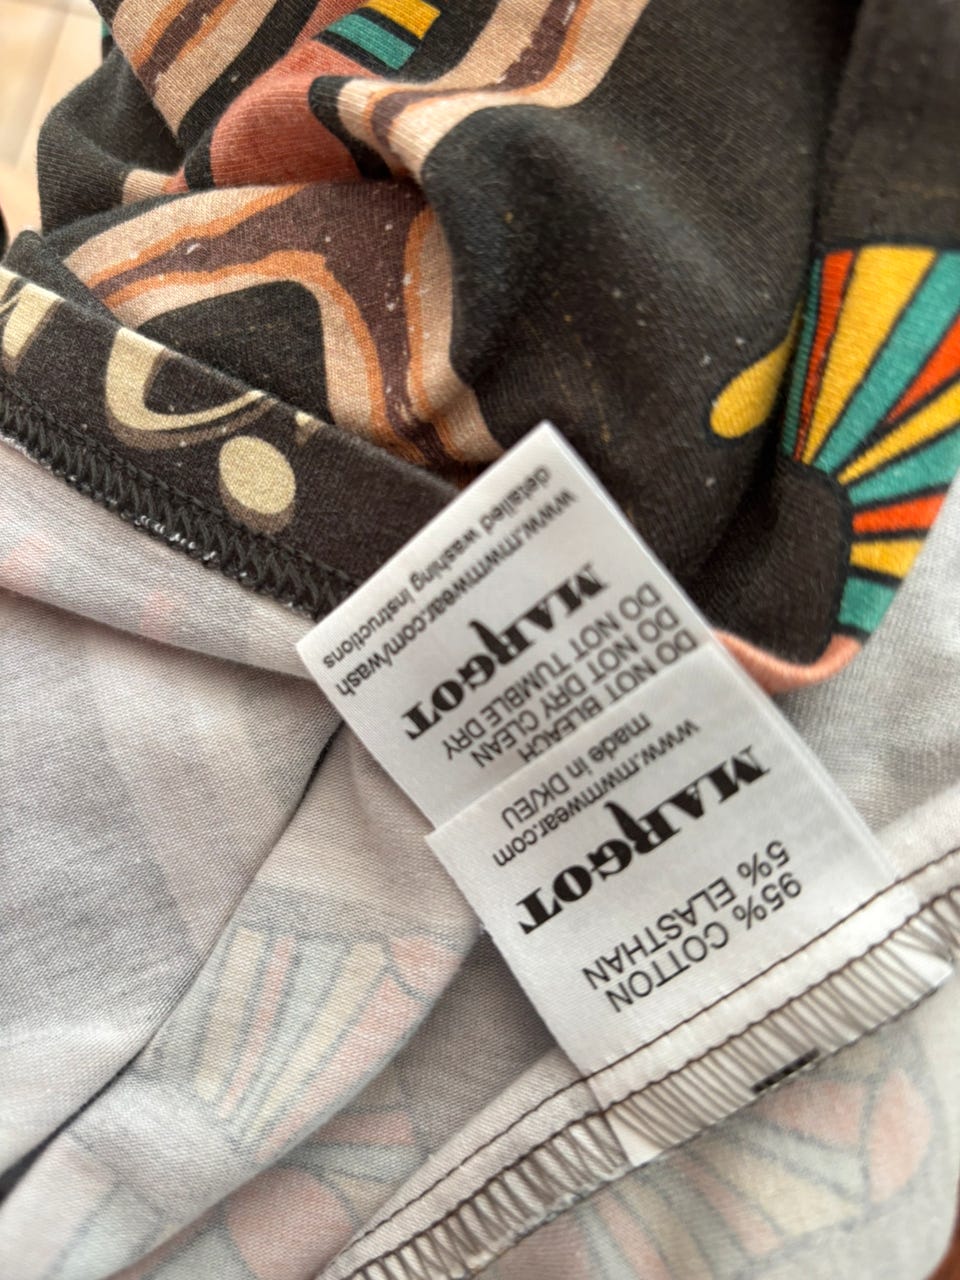 95% COTTON
5% ELASTHAN
MARGOT
www.mwmwear.com
made in DK/EU
DO NOT BLEACH
DO NOT DRY CLEAN
DO NOT TUMBLE DRY
MARGOT
www.mwmwear.com/wash
detailed washing instructions